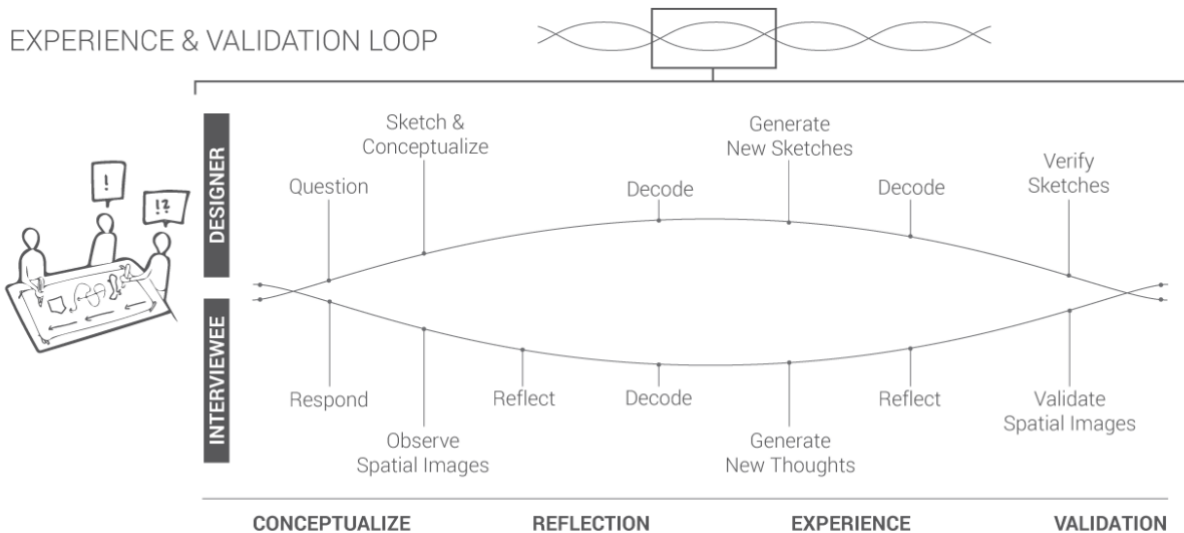 EXPERIENCE & VALIDATION LOOP
!
!?
DESIGNER
Question
Sketch &
Conceptualize
Decode
Generate
New Sketches
Decode
Verify
Sketches
INTERVIEWEE
Respond
Observe
Spatial Images
Reflect
Decode
Generate
New Thoughts
Reflect
Validate
Spatial Images
CONCEPTUALIZE
REFLECTION
EXPERIENCE
VALIDATION